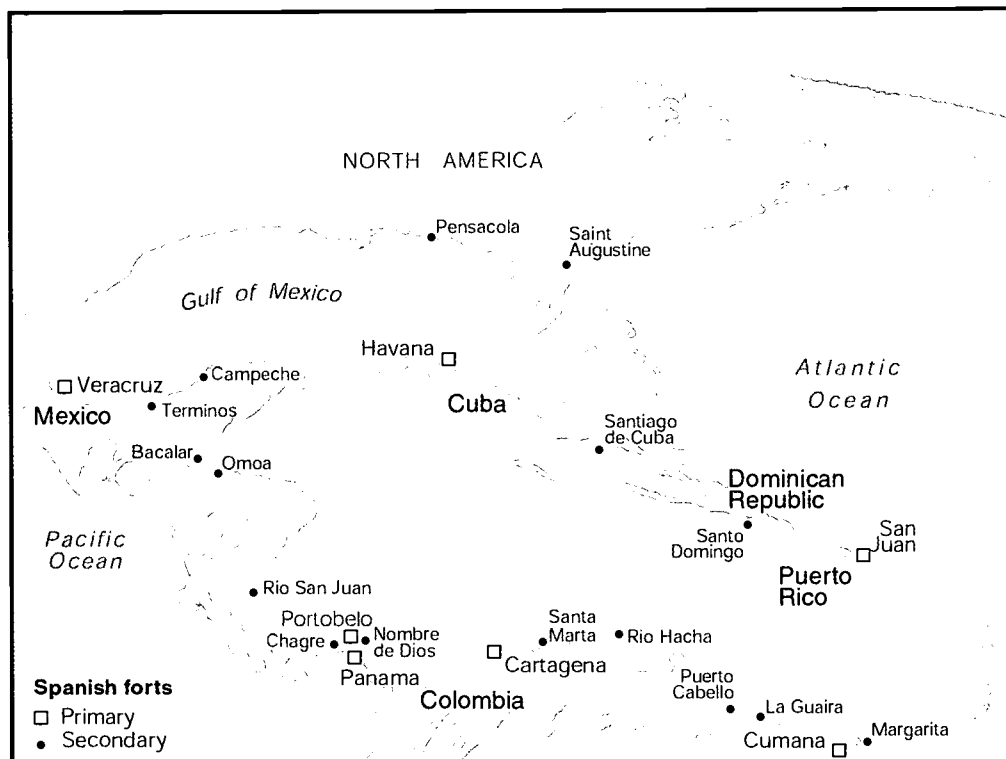 NORTH AMERICA
Pensacola
Saint
Augustine
Gulf of Mexico
Havana
Atlantic
Ocean
Campeche
Veracruz
Mexico
Terminos
Cuba
Santiago
de Cuba
Bacalar
Omoa
Dominican
Republic
Pacific
Ocean
Santo
Domingo
San
Juan
Puerto
Rico
Rio San Juan
Portobelo
Chagre
Nombre
de Dios
Panama
Santa
Marta
Rio Hacha
Cartagena
Colombia
Puerto
Cabello
La Guaira
Cumana
Margarita
Spanish forts
Primary
Secondary